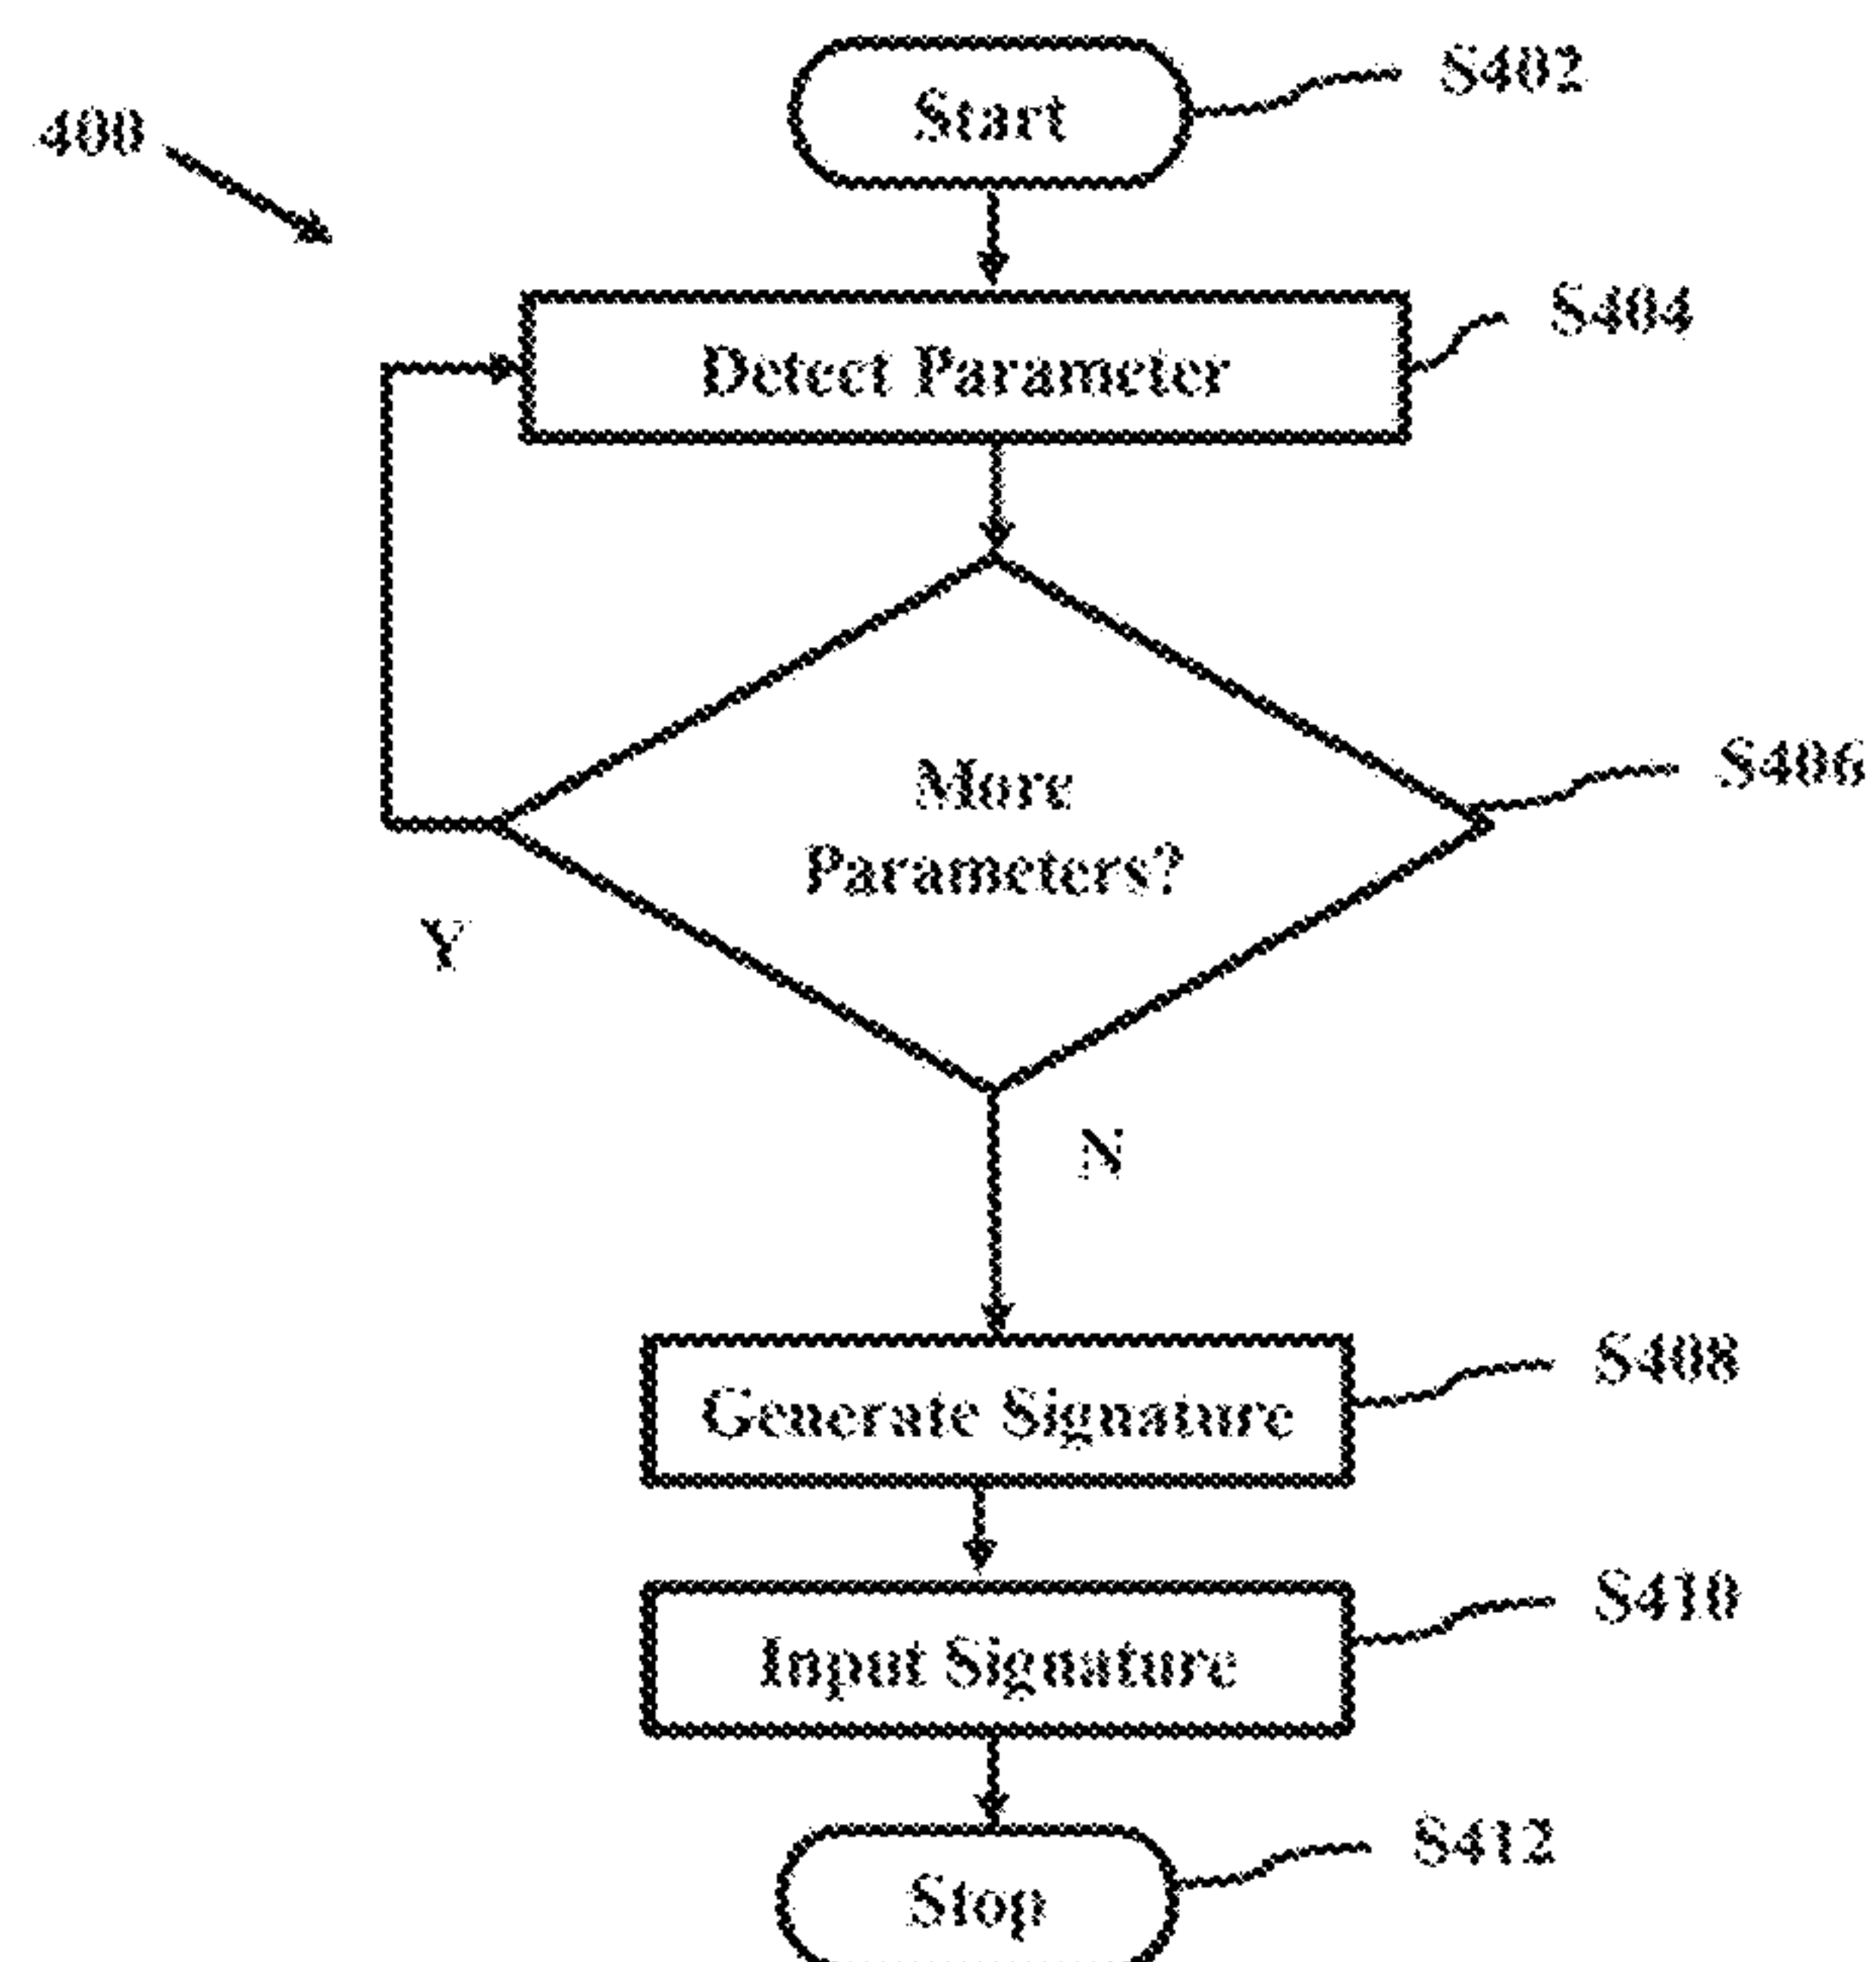 Start
S402
400
Detect Parameter
S404
More
Parameters?
S406
Y
N
Generate Signature
S408
Input Signature
S410
Stop
S412